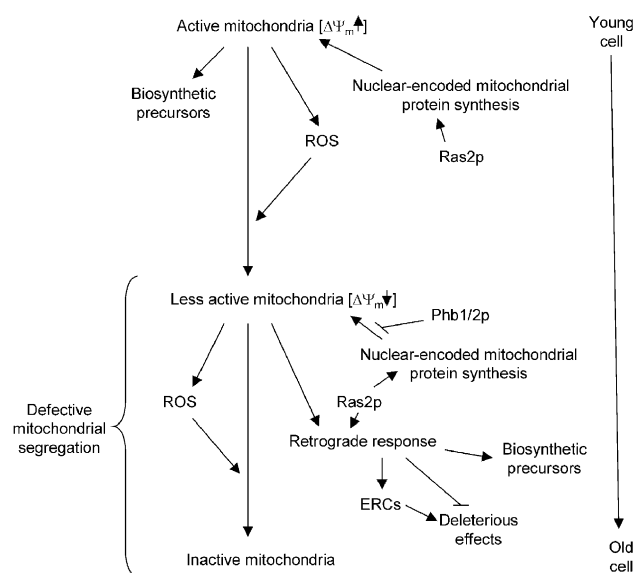 Active mitochondria [ΔΨm↑]
Young
cell
Biosynthetic
precursors
Nuclear-encoded mitochondrial
protein synthesis
ROS
Ras2p
Less active mitochondria [ΔΨm↓]
Phb1/2p
Nuclear-encoded mitochondrial
protein synthesis
ROS
Ras2p
Defective
mitochondrial
segregation
Retrograde response
Biosynthetic
precursors
ERCs
Deleterious
effects
Inactive mitochondria
Old
cell